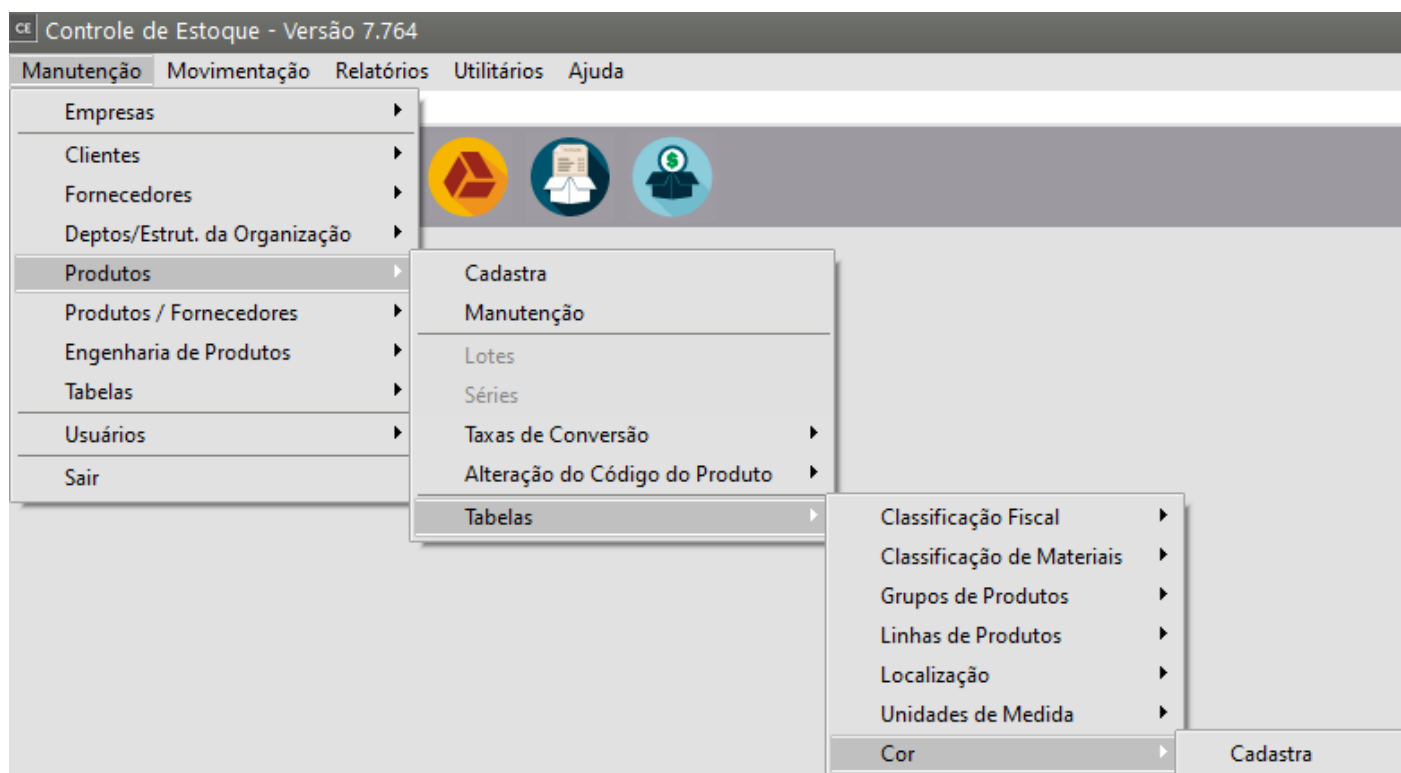 CE Controle de Estoque - Versão 7.764
Manutenção Movimentação Relatórios Utilitários Ajuda
Empresas
Clientes
Fornecedores
Deptos/Estrut. da Organização
Produtos
Produtos / Fornecedores
Engenharia de Produtos
Tabelas
Usuários
Sair
Cadastra
Manutenção
Lotes
Séries
Taxas de Conversão
Alteração do Código do Produto
Tabelas
Classificação Fiscal
Classificação de Materiais
Grupos de Produtos
Linhas de Produtos
Localização
Unidades de Medida
Cor
Cadastra